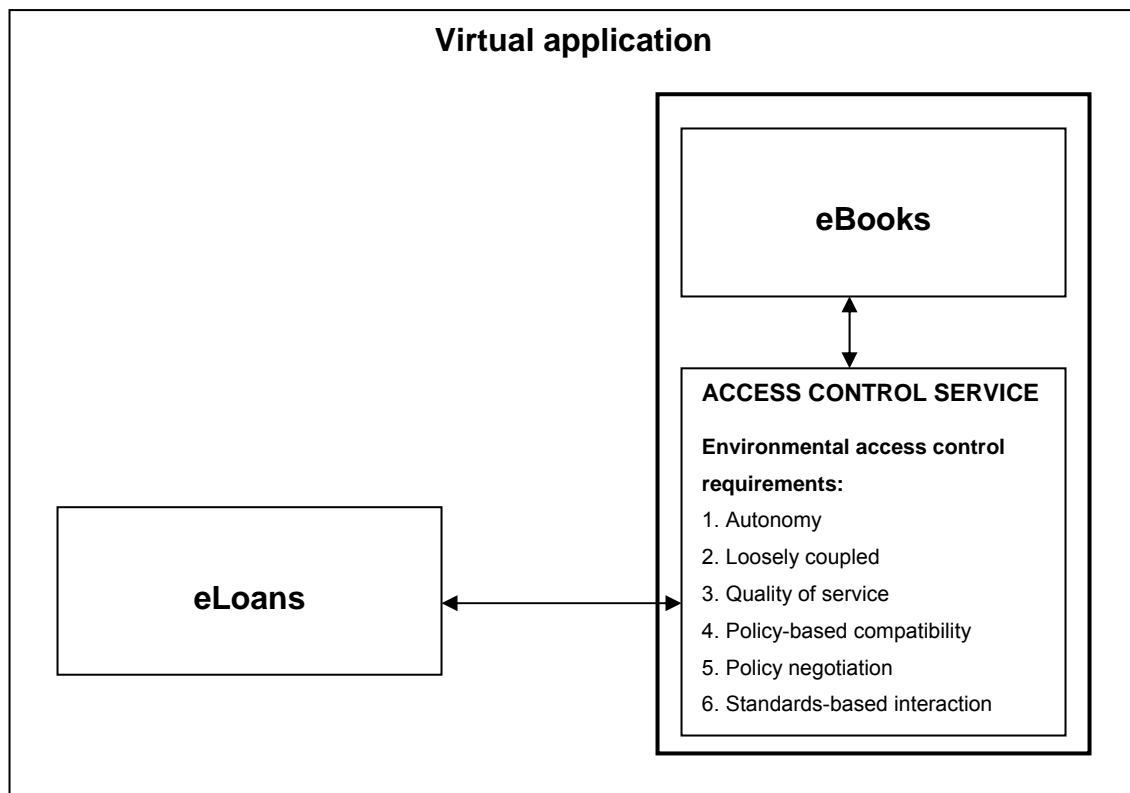 Virtual application
eBooks
ACCESS CONTROL SERVICE
Environmental access control
requirements:
1. Autonomy
2. Loosely coupled
3. Quality of service
4. Policy-based compatibility
5. Policy negotiation
6. Standards-based interaction
eLoans